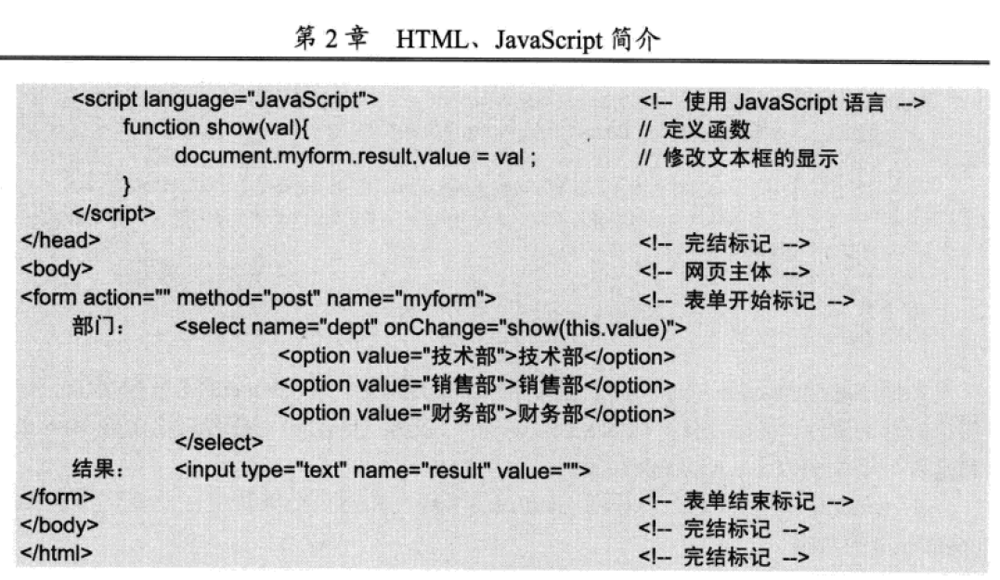 第 2 章 HTML、JavaScript 简介
<script language="JavaScript"> <!-- 使用 JavaScript 语言 -->
function show(val){ // 定义函数
document.myform.result.value = val ; // 修改文本框的显示
}
</script>
</head> <!-- 完结标记 -->
<body> <!-- 网页主体 -->
<form action="" method="post" name="myform"> <!-- 表单开始标记 -->
部门： <select name="dept" onChange="show(this.value)">
<option value="技术部">技术部</option>
<option value="销售部">销售部</option>
<option value="财务部">财务部</option>
</select>
结果： <input type="text" name="result" value="">
</form> <!-- 表单结束标记 -->
</body> <!-- 完结标记 -->
</html> <!-- 完结标记 -->